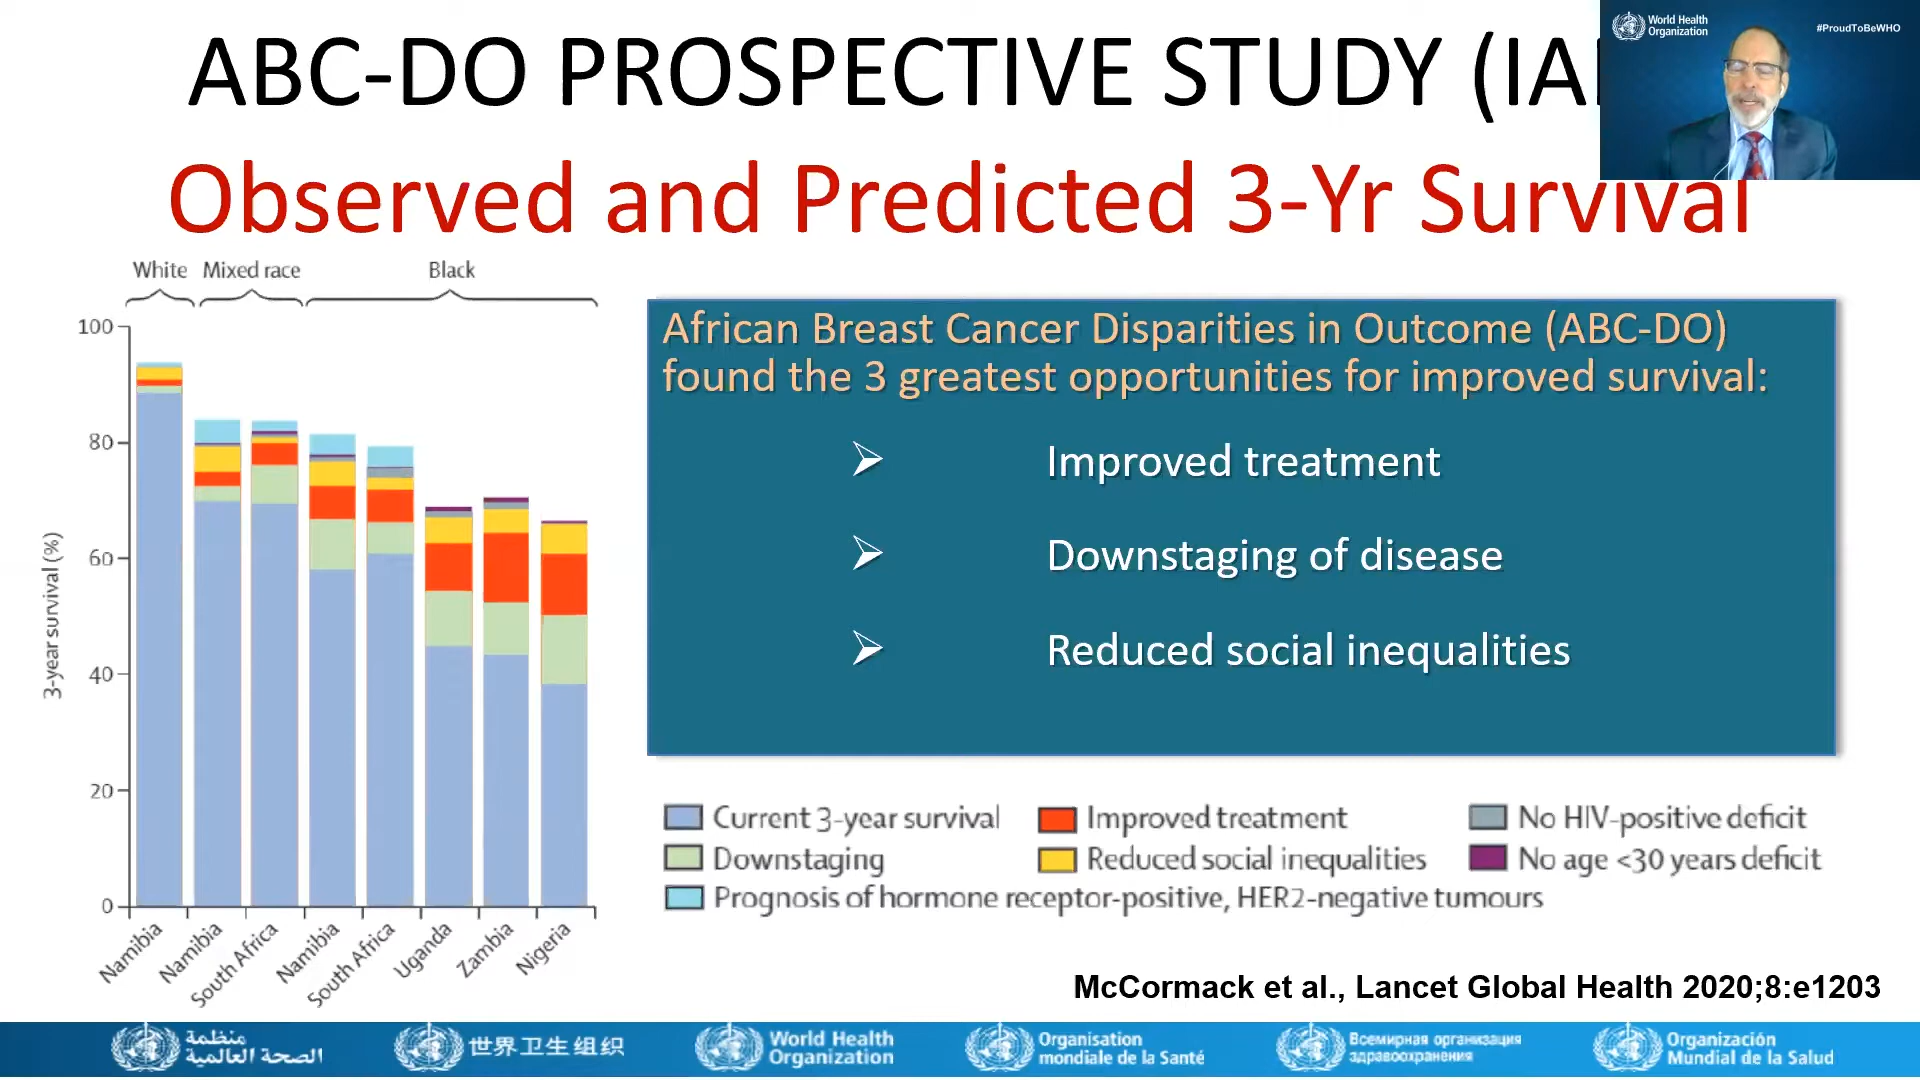 ABC-DO PROSPECTIVE STUDY (IA
World Health
Organization
#ProudToBeWHO
Observed and Predicted 3-Yr Survival
White Mixed race Black
100
80
60
40
20
0
3-year survival (%)
Namibia
Namibia
South Africa
Namibia
South Africa
Uganda
Zambia
Nigeria
African Breast Cancer Disparities in Outcome (ABC-DO)
found the 3 greatest opportunities for improved survival:
Improved treatment
Downstaging of disease
Reduced social inequalities
Current 3-year survival Improved treatment No HIV-positive deficit
Downstaging Reduced social inequalities No age <30 years deficit
Prognosis of hormone receptor-positive, HER2-negative tumours
McCormack et al., Lancet Global Health 2020;8:e1203
منظمة
الصحة العالمية
世界卫生组织
World Health
Organization
Organisation
mondiale de la Santé
Всемирная организация
здравоохранения
Organización
Mundial de la Salud